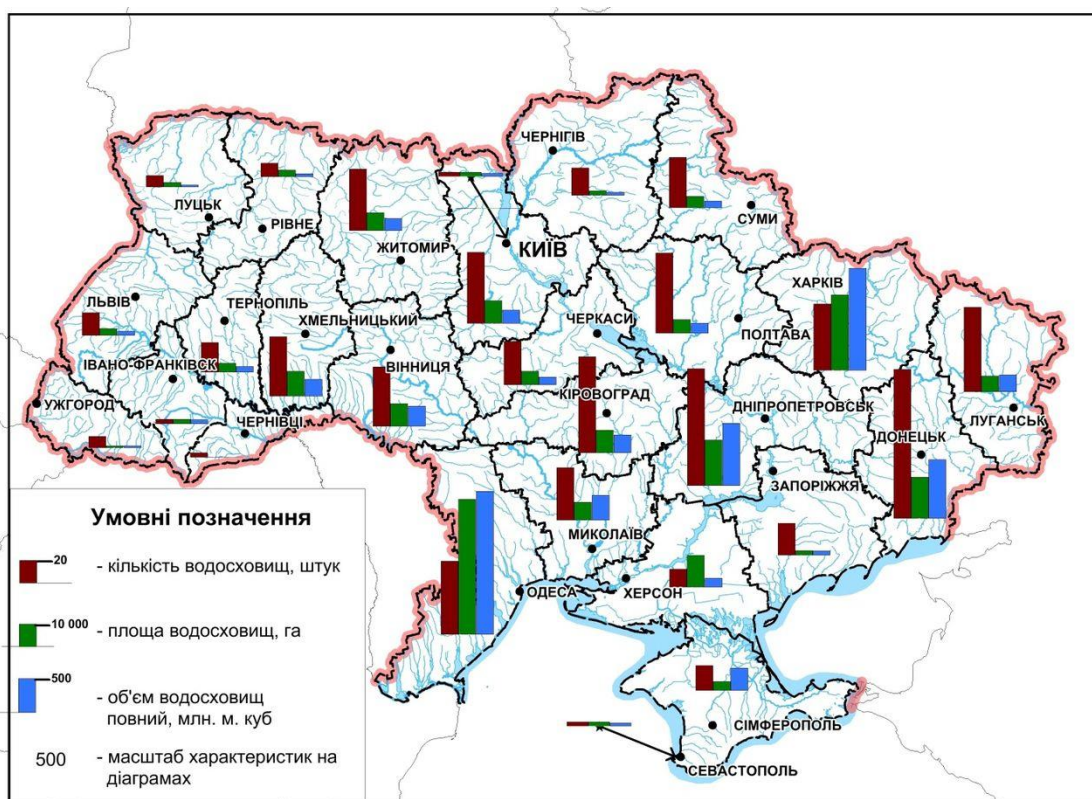 ЧЕРНІГІВ
СУМИ
ЛУЦЬК
РІВНЕ
КИЇВ
ЖИТОМИР
ХАРКІВ
ЛЬВІВ
ТЕРНОПІЛЬ
ХМЕЛЬНИЦЬКИЙ
ЧЕРКАСИ
ПОЛТАВА
ІВАНО-ФРАНКІВСК
ВІННИЦЯ
КІРОВОГРАД
УЖГОРОД
ДНІПРОПЕТРОВСЬК
ЛУГАНСЬК
ЧЕРНІВЦІ
ДОНЕЦЬК
ЗАПОРІЖЖЯ
МИКОЛАЇВ
ОДЕСА
ХЕРСОН
СІМФЕРОПОЛЬ
СЕВАСТОПОЛЬ
Умовні позначення
20
- кількість водосховищ, штук
10 000
- площа водосховищ, га
500
- об'єм водосховищ
повний, млн. м. куб
500 - масштаб характеристик на
діаграмах